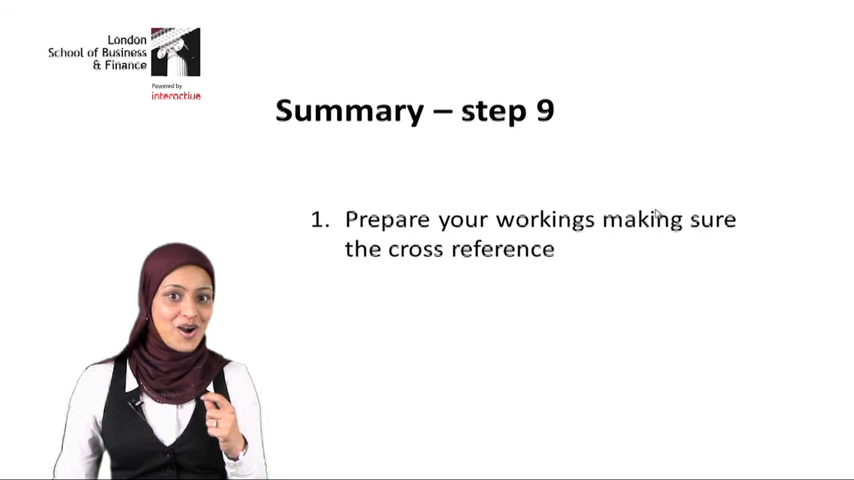 London
School of Business
& Finance
Powered by
interactive
Summary – step 9
1. Prepare your workings making sure
the cross reference